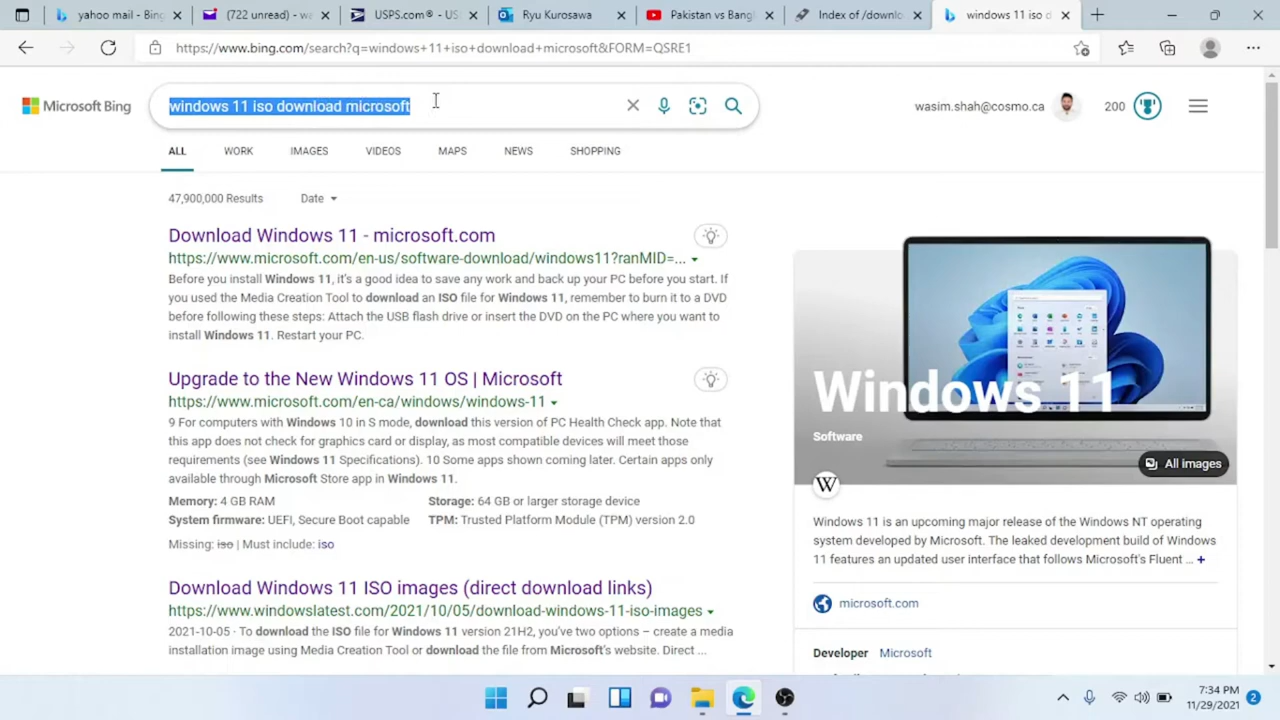 yahoo mail - Bing
(722 unread) - w
USPS.com® - US
Ryu Kurosawa
Pakistan vs Bang
Index of /downlo
windows 11 iso d
https://www.bing.com/search?q=windows+11+iso+download+microsoft&FORM=QSRE1
Microsoft Bing
windows 11 iso download microsoft
wasim.shah@cosmo.ca
200
ALL
WORK
IMAGES
VIDEOS
MAPS
NEWS
SHOPPING
47,900,000 Results
Date
Download Windows 11 - microsoft.com
https://www.microsoft.com/en-us/software-download/windows11?ranMID=...
Before you install Windows 11, it's a good idea to save any work and back up your PC before you start. If
you used the Media Creation Tool to download an ISO file for Windows 11, remember to burn it to a DVD
before following these steps: Attach the USB flash drive or insert the DVD on the PC where you want to
install Windows 11. Restart your PC.
Upgrade to the New Windows 11 OS | Microsoft
https://www.microsoft.com/en-ca/windows/windows-11
9 For computers with Windows 10 in S mode, download this version of PC Health Check app. Note that
this app does not check for graphics card or display, as most compatible devices will meet those
requirements (see Windows 11 Specifications). 10 Some apps shown coming later. Certain apps only
available through Microsoft Store app in Windows 11.
Memory: 4 GB RAM
Storage: 64 GB or larger storage device
System firmware: UEFI, Secure Boot capable
TPM: Trusted Platform Module (TPM) version 2.0
Missing: iso | Must include: iso
Download Windows 11 ISO images (direct download links)
https://www.windowslatest.com/2021/10/05/download-windows-11-iso-images
2021-10-05 · To download the ISO file for Windows 11 version 21H2, you've two options – create a media
installation image using Media Creation Tool or download the file from Microsoft's website. Direct ...
Windows 11
Software
All images
W
Windows 11 is an upcoming major release of the Windows NT operating
system developed by Microsoft. The leaked development build of Windows
11 features an updated user interface that follows Microsoft's Fluent ... +
microsoft.com
Developer Microsoft
7:34 PM
11/29/2021
2